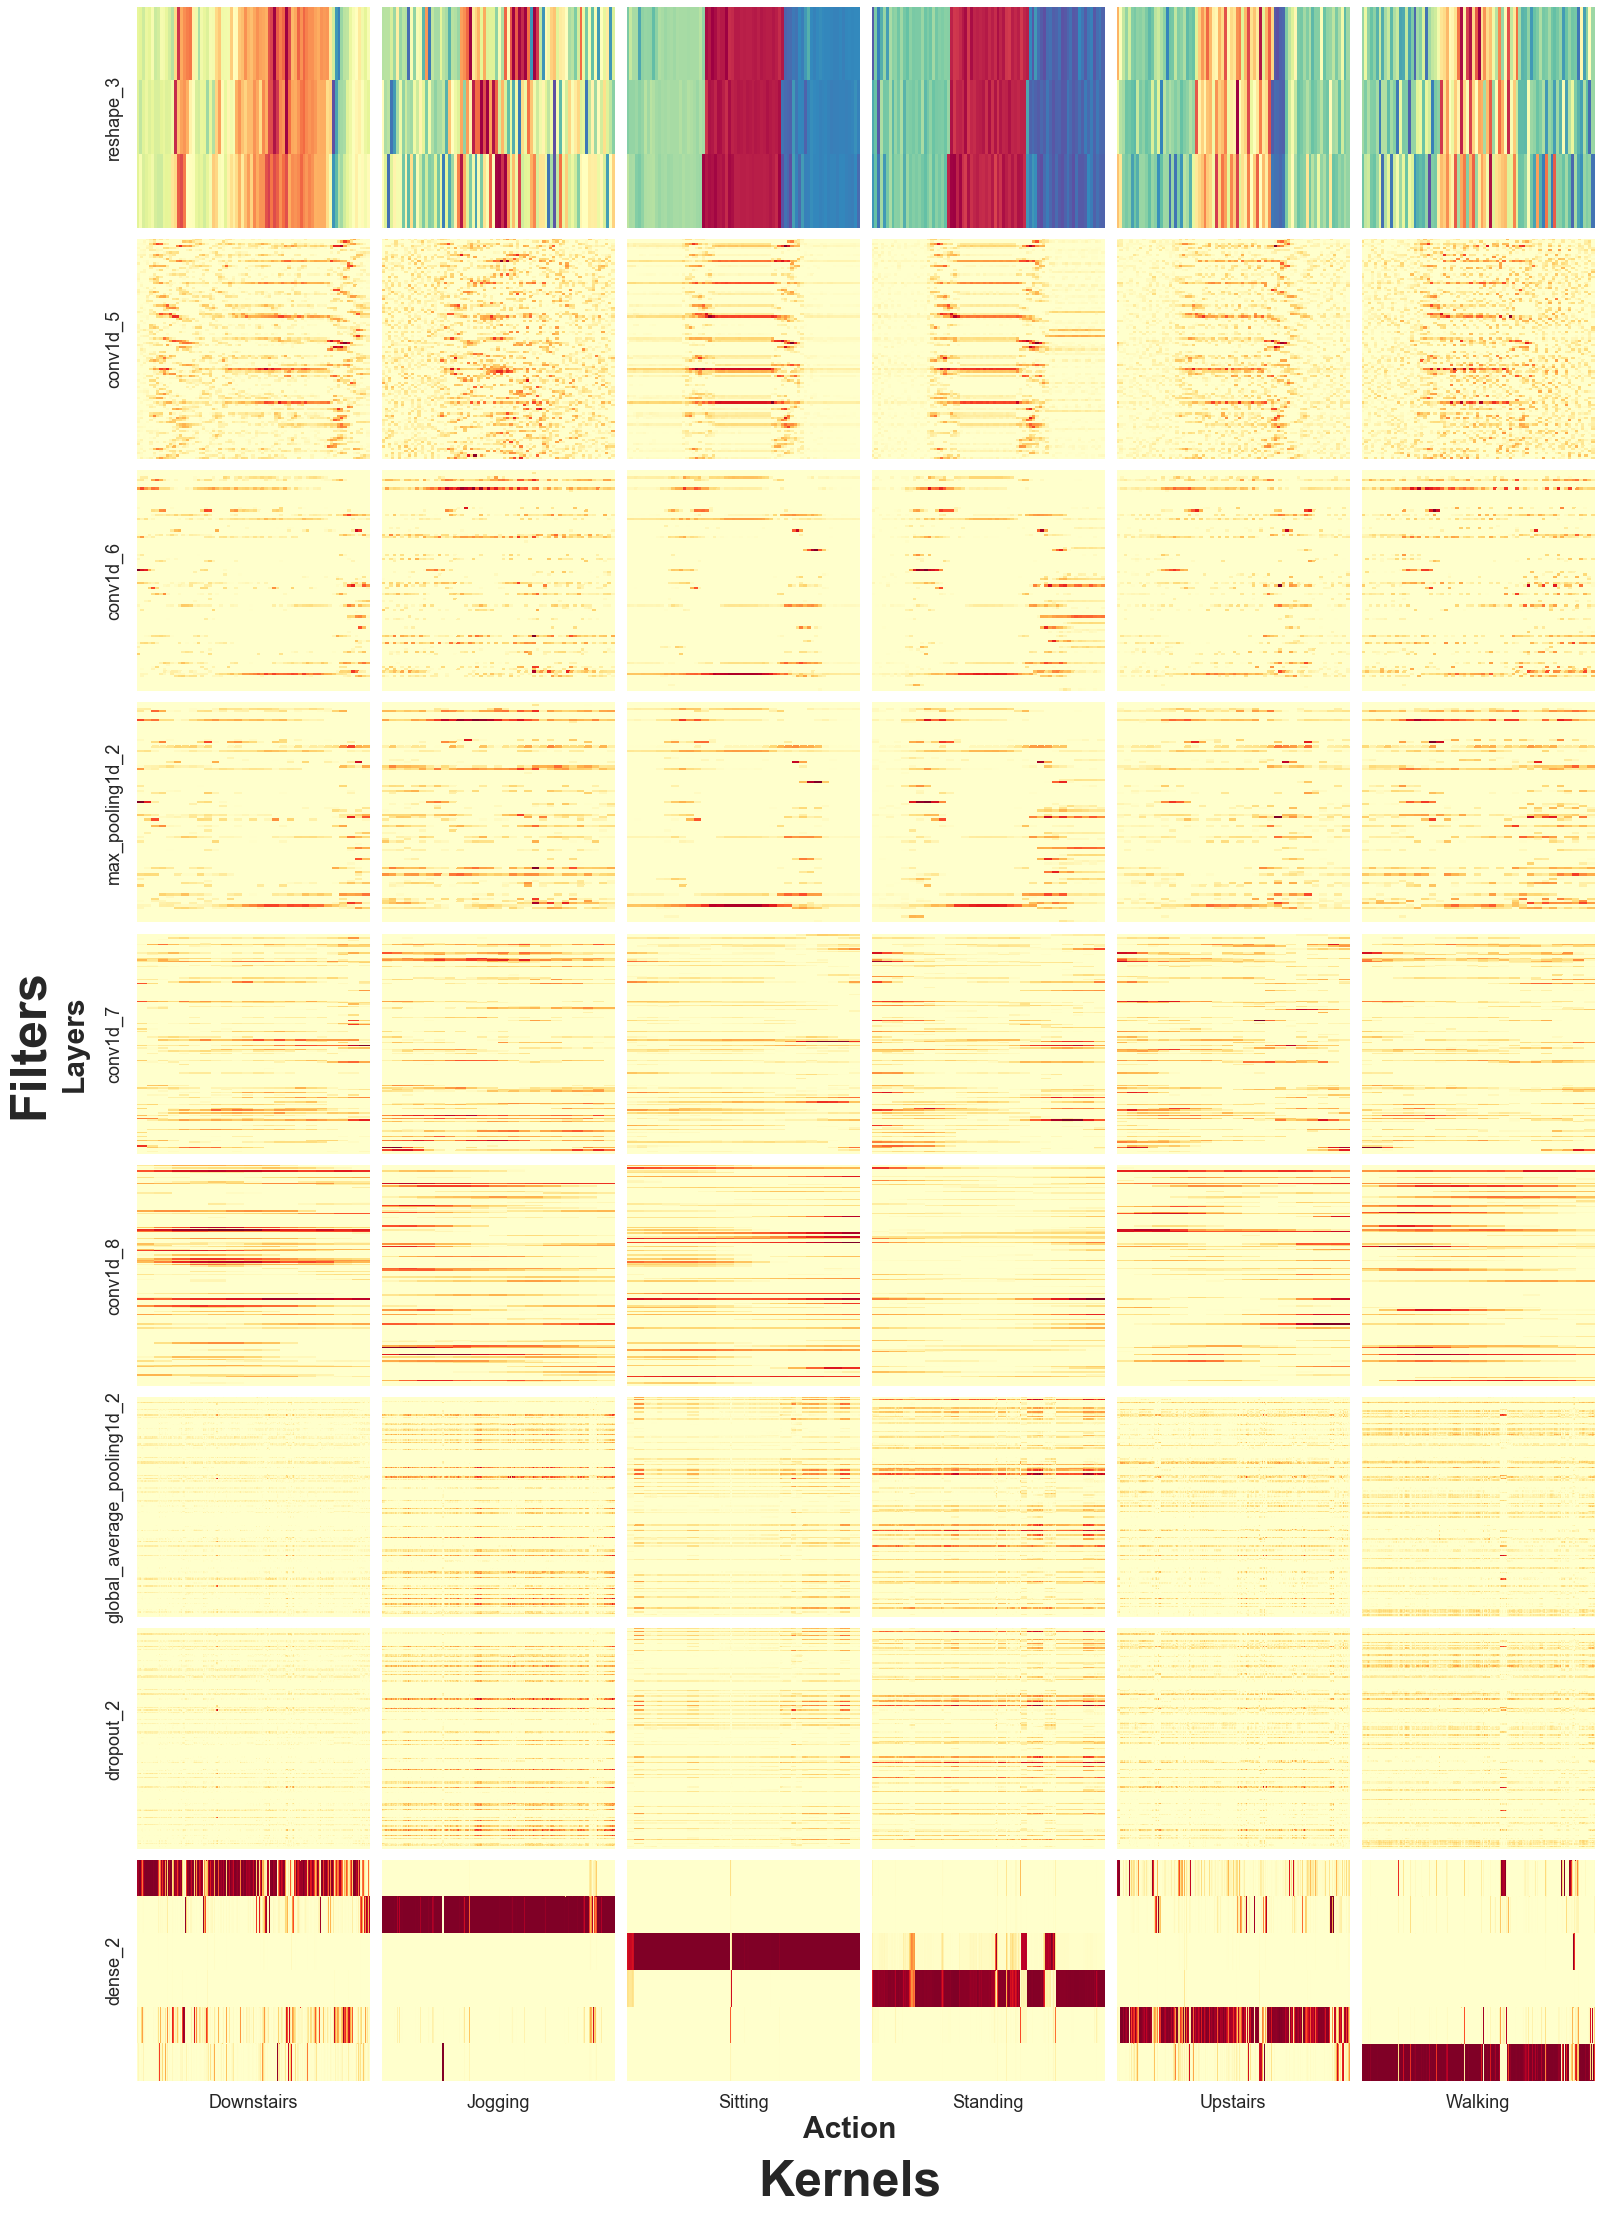 Filters
Layers
reshape_3
conv1d_5
conv1d_6
max_pooling1d_2
conv1d_7
conv1d_8
global_average_pooling1d_2
dropout_2
dense_2
Downstairs Jogging Sitting Standing Upstairs Walking
Action
Kernels